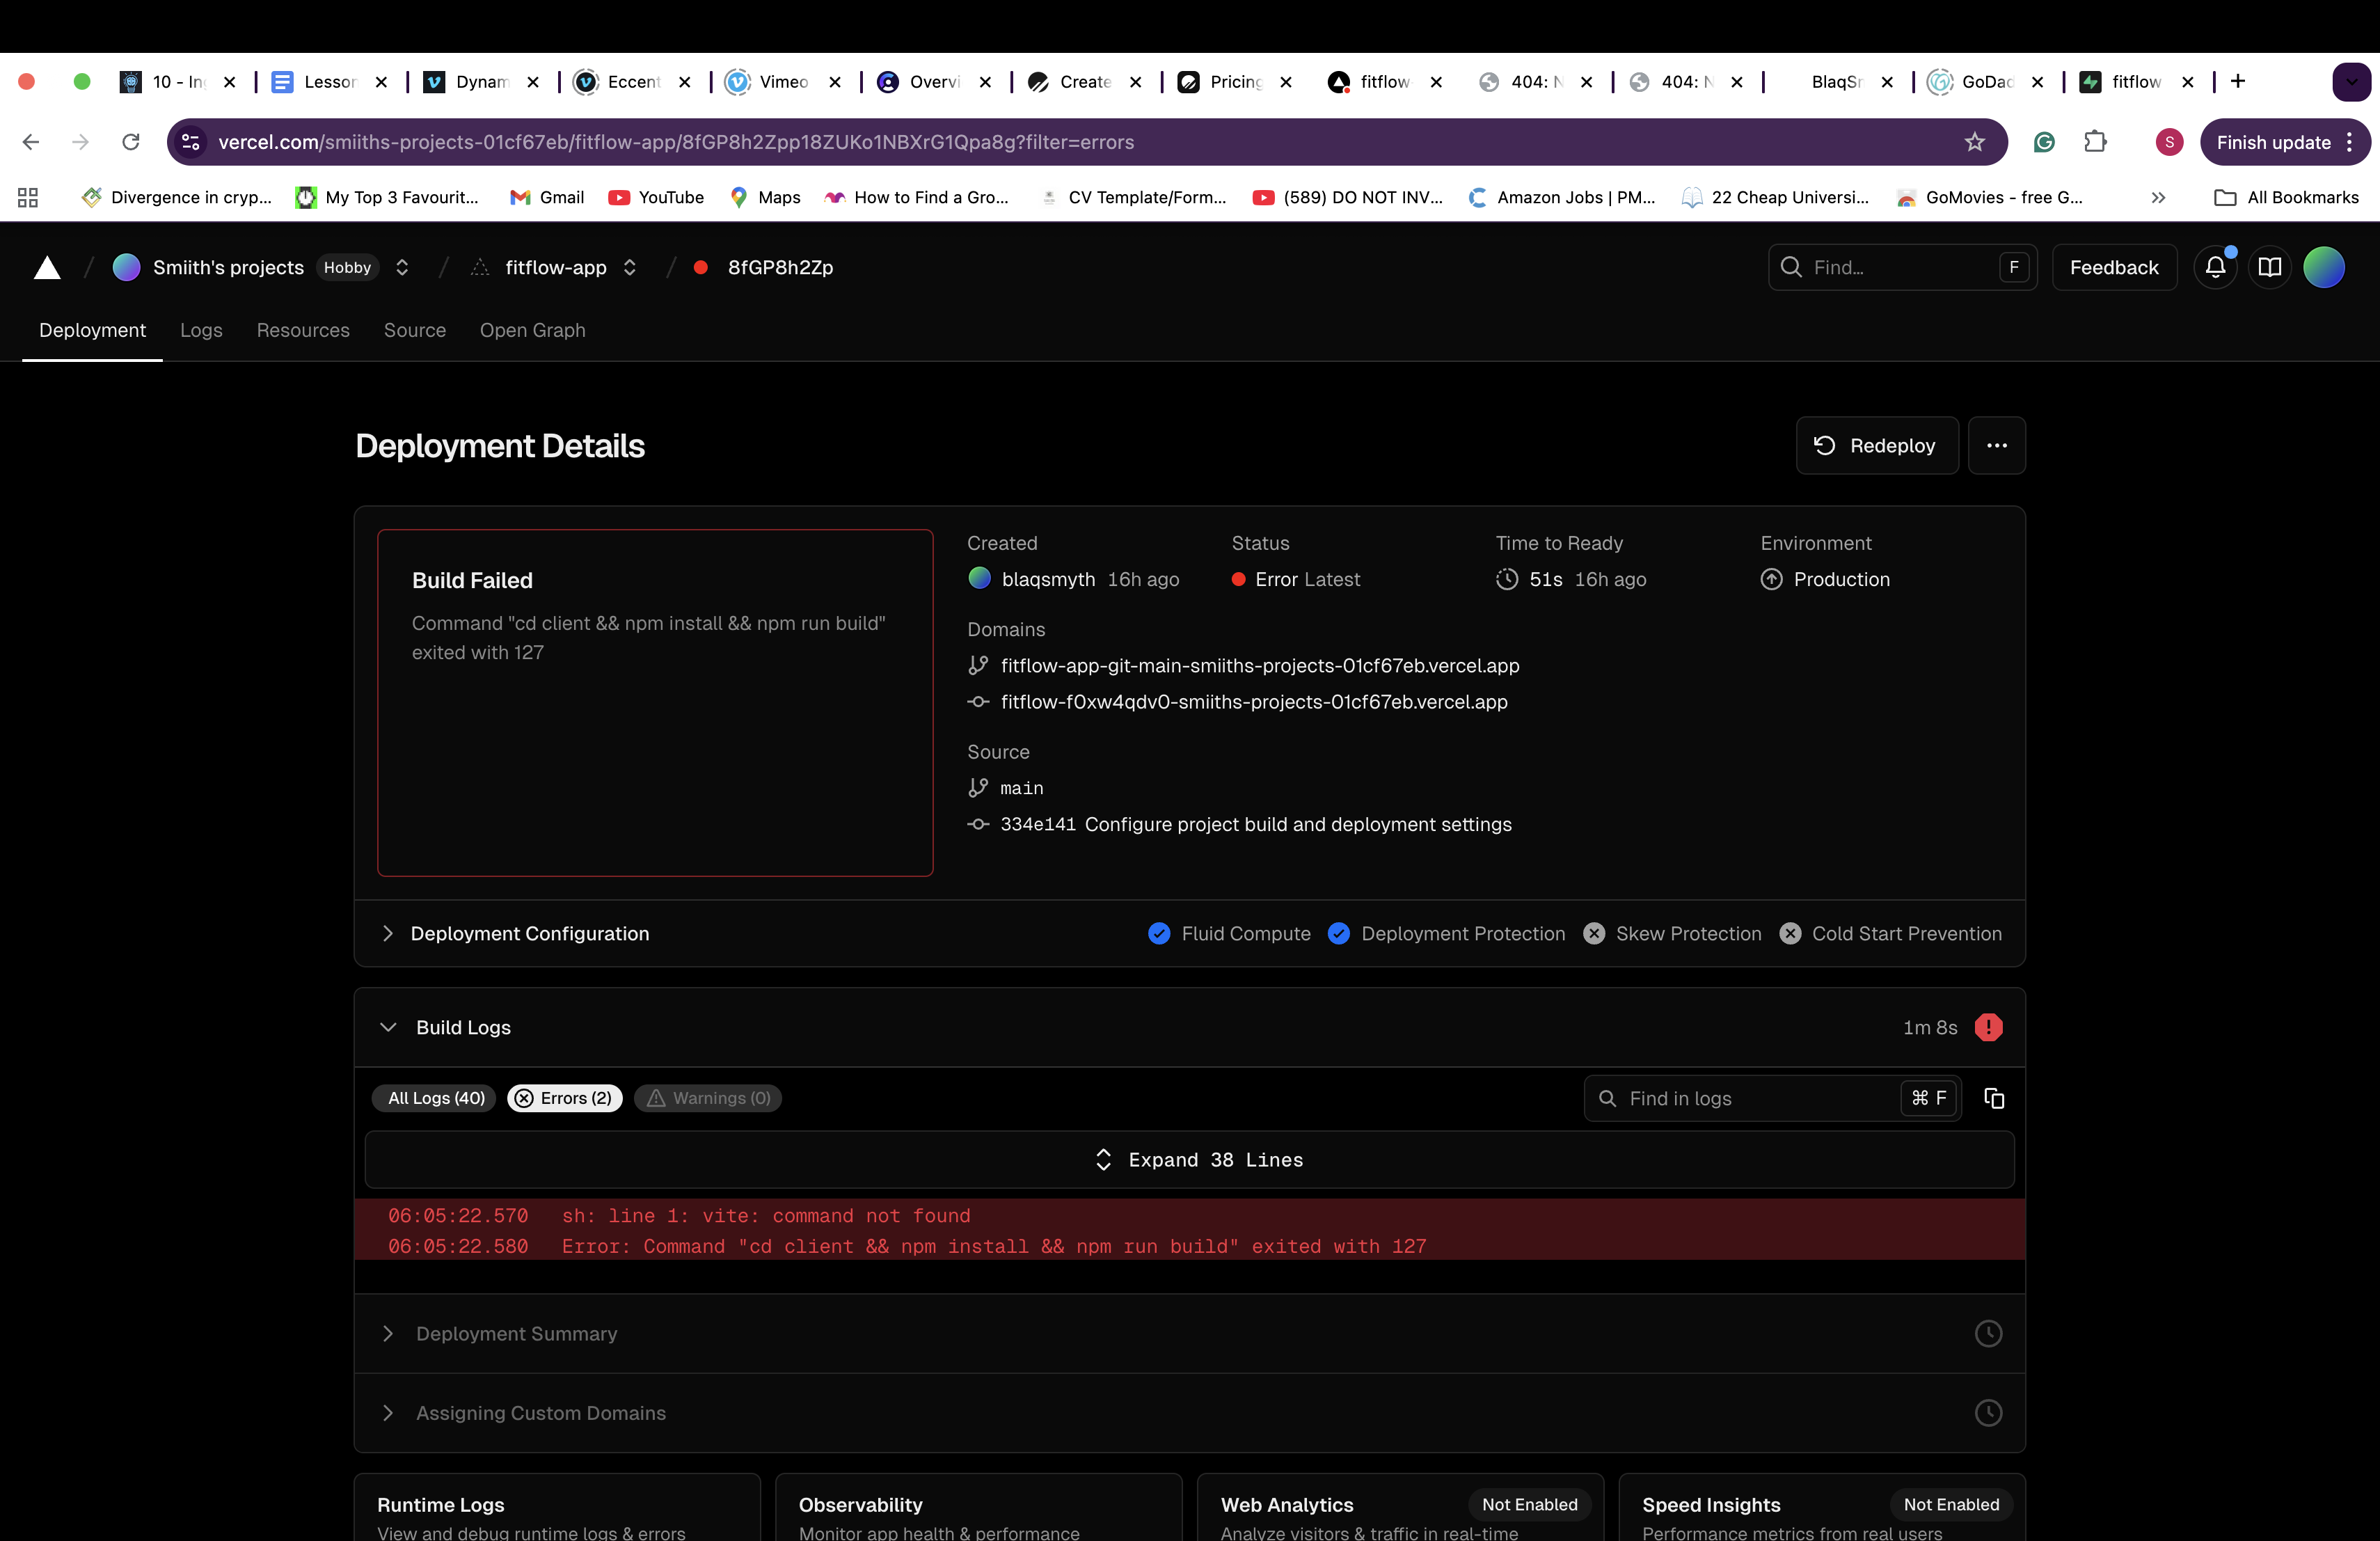 10 - In
Lesson
Dynam
Eccent
Vimeo
Overvi
Create
Pricing
fitflow
404: N
404: N
BlaqSm
GoDad
fitflow
vercel.com/smiiths-projects-01cf67eb/fitflow-app/8fGP8h2Zpp18ZUKo1NBXrG1Qpa8g?filter=errors
S
Finish update
Divergence in cryp...
My Top 3 Favourit...
Gmail
YouTube
Maps
How to Find a Gro...
CV Template/Form...
(589) DO NOT INV...
Amazon Jobs | PM...
22 Cheap Universi...
GoMovies - free G...
All Bookmarks
Smiith's projects
Hobby
fitflow-app
8fGP8h2Zp
Find...
F
Feedback
Deployment
Logs
Resources
Source
Open Graph
Deployment Details
Redeploy
Build Failed
Command "cd client && npm install && npm run build"
exited with 127
Created
blaqsmyth 16h ago
Status
Error Latest
Time to Ready
51s 16h ago
Environment
Production
Domains
fitflow-app-git-main-smiiths-projects-01cf67eb.vercel.app
fitflow-f0xw4qdv0-smiiths-projects-01cf67eb.vercel.app
Source
main
334e141 Configure project build and deployment settings
Deployment Configuration
Fluid Compute
Deployment Protection
Skew Protection
Cold Start Prevention
Build Logs
1m 8s
All Logs (40)
Errors (2)
Warnings (0)
Find in logs
⌘ F
Expand 38 Lines
06:05:22.570 sh: line 1: vite: command not found
06:05:22.580 Error: Command "cd client && npm install && npm run build" exited with 127
Deployment Summary
Assigning Custom Domains
Runtime Logs
View and debug runtime logs & errors
Observability
Monitor app health & performance
Web Analytics
Not Enabled
Analyze visitors & traffic in real-time
Speed Insights
Not Enabled
Performance metrics from real users